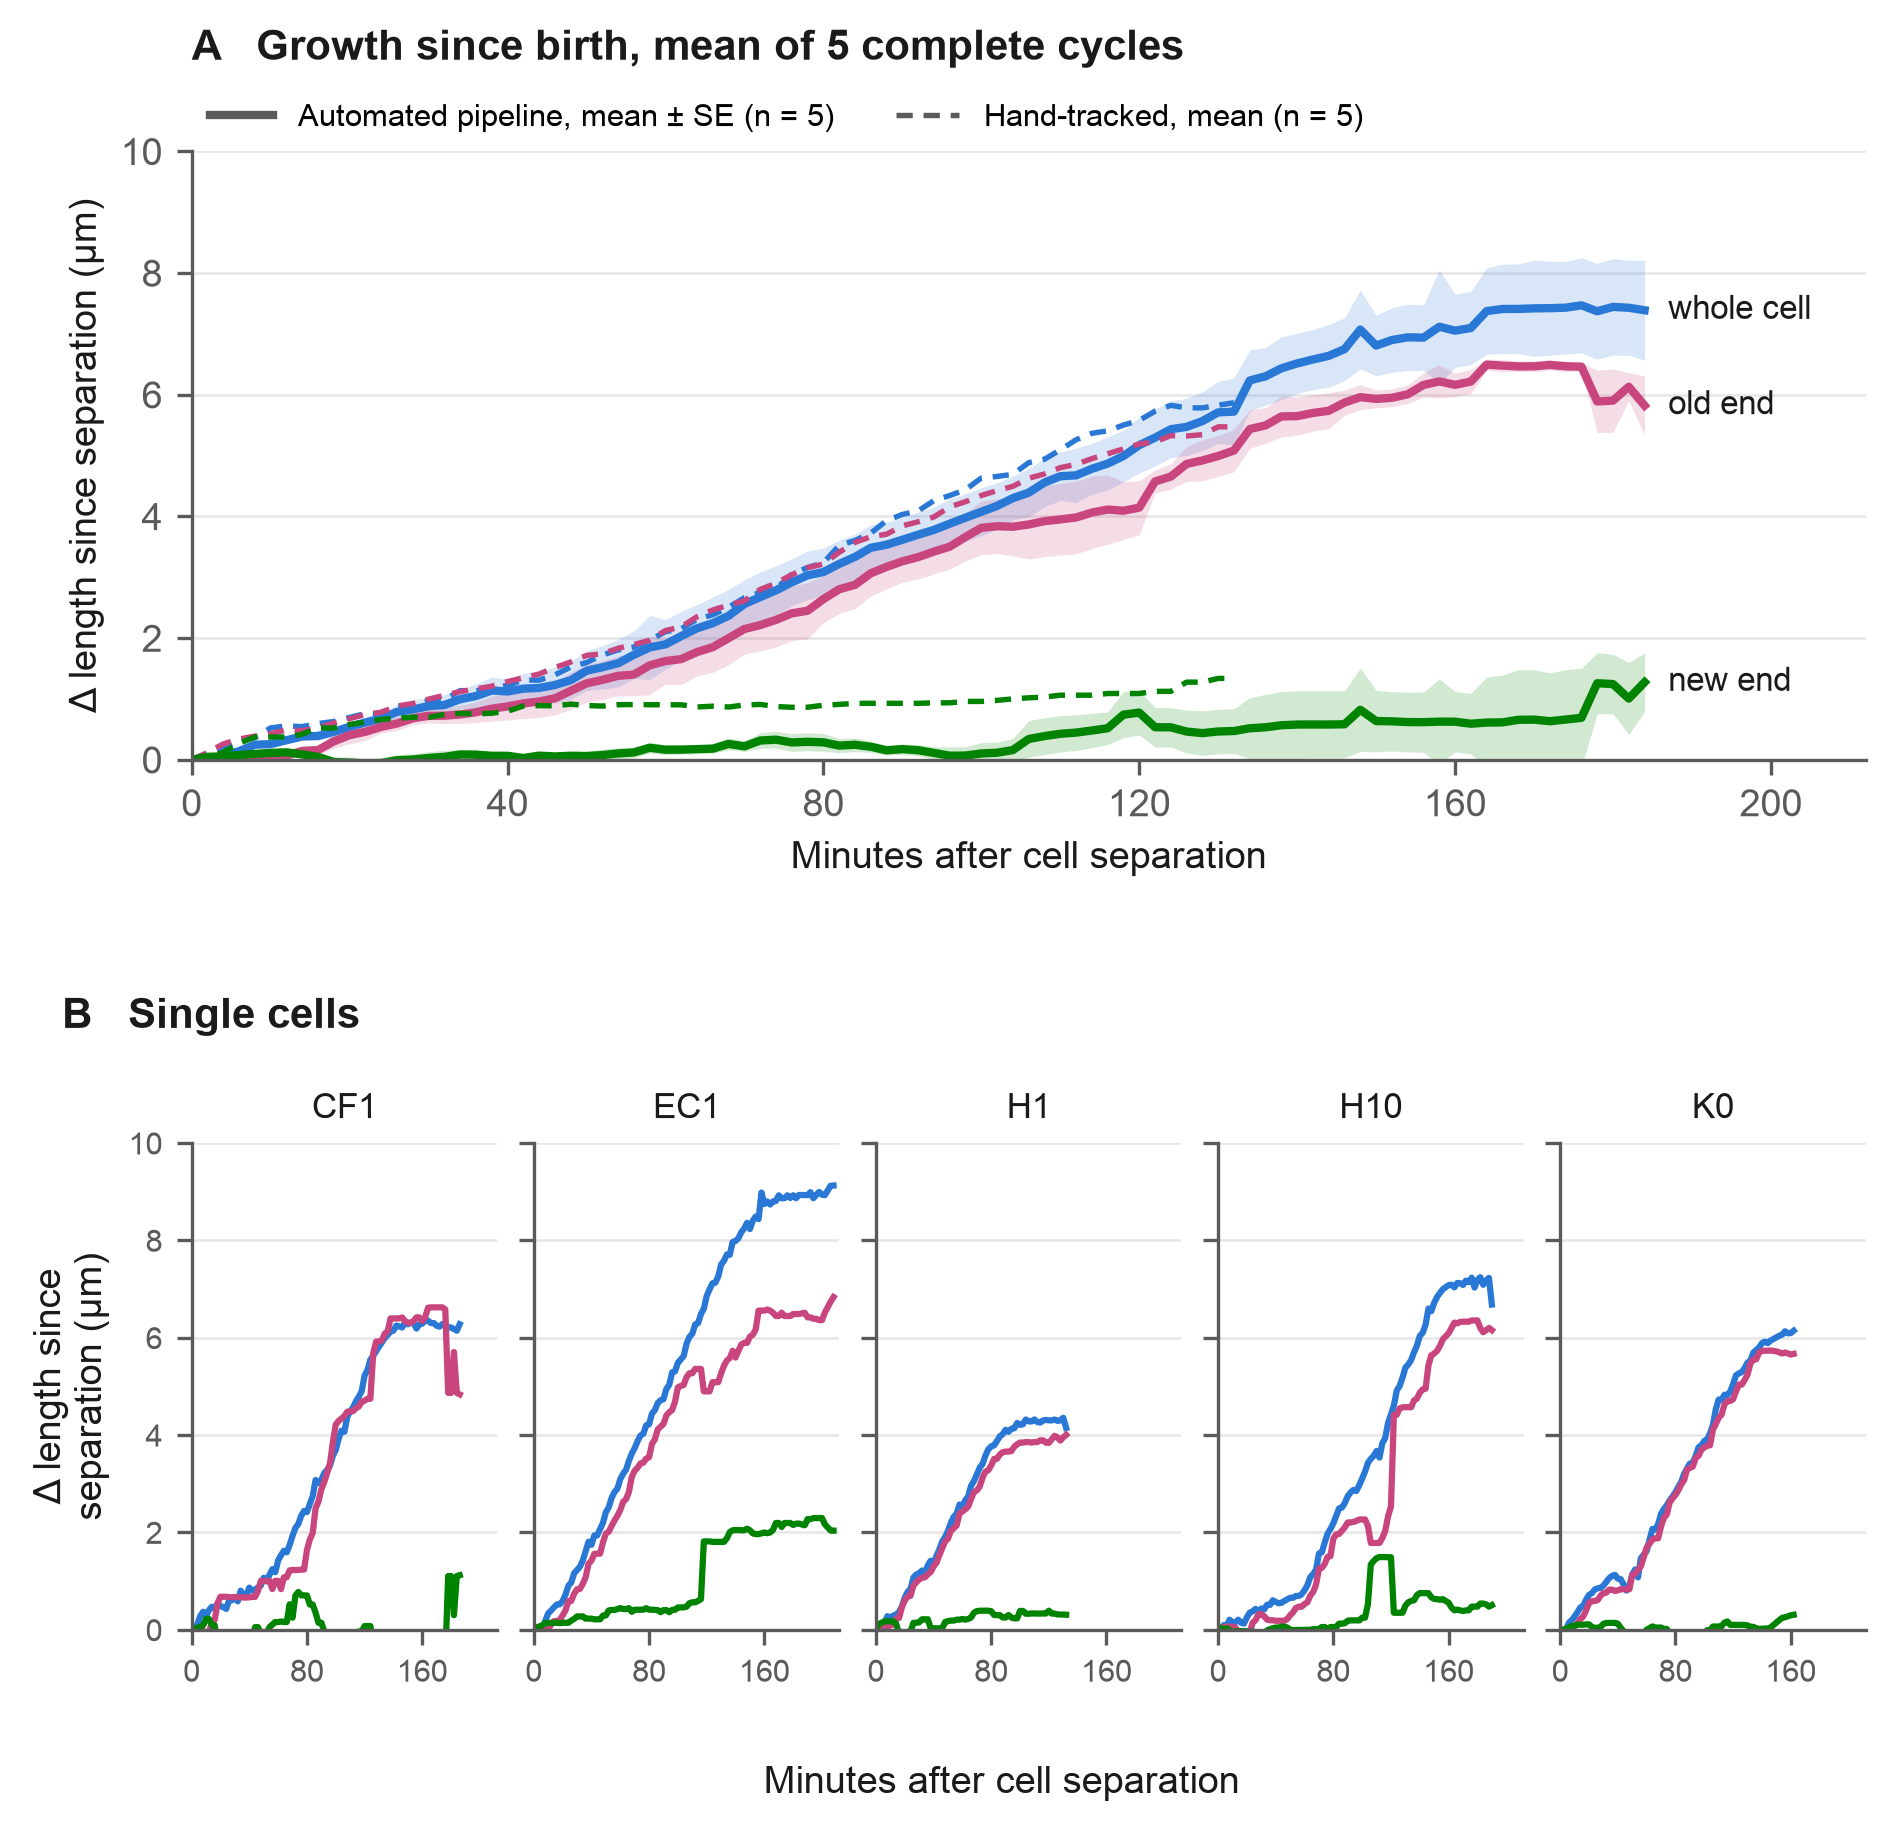 A Growth since birth, mean of 5 complete cycles
Automated pipeline, mean ± SE (n = 5)
Hand-tracked, mean (n = 5)
Δ length since separation (µm)
10
8
6
4
2
0
whole cell
old end
new end
0 40 80 120 160 200
Minutes after cell separation
B Single cells
CF1 EC1 H1 H10 K0
Δ length since
separation (µm)
10
8
6
4
2
0
0 80 160 0 80 160 0 80 160 0 80 160 0 80 160
Minutes after cell separation